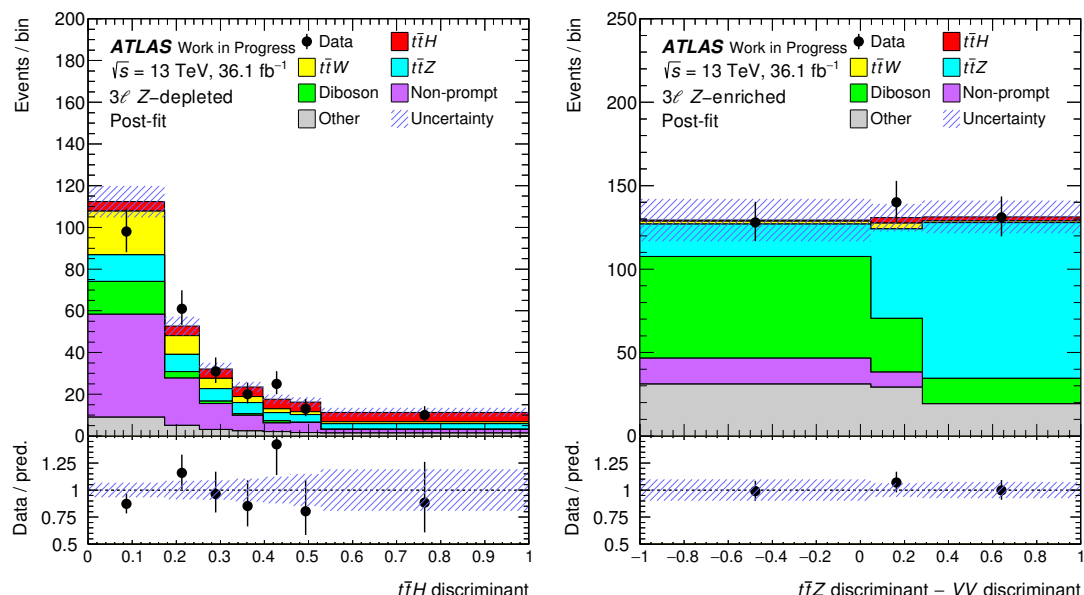 Events / bin
200
180
160
140
120
100
80
60
40
20
0
ATLAS Work in Progress
√s = 13 TeV, 36.1 fb⁻¹
3ℓ Z–depleted
Post-fit
Data
tt̄H
tt̄W
tt̄Z
Diboson
Non-prompt
Other
Uncertainty
Data / pred.
1.25
1
0.75
0.5
0 0.1 0.2 0.3 0.4 0.5 0.6 0.7 0.8 0.9 1
tt̄H discriminant
Events / bin
250
200
150
100
50
0
ATLAS Work in Progress
√s = 13 TeV, 36.1 fb⁻¹
3ℓ Z–enriched
Post-fit
Data
tt̄H
tt̄W
tt̄Z
Diboson
Non-prompt
Other
Uncertainty
Data / pred.
1.25
1
0.75
0.5
−1 −0.8 −0.6 −0.4 −0.2 0 0.2 0.4 0.6 0.8 1
tt̄Z discriminant – VV discriminant